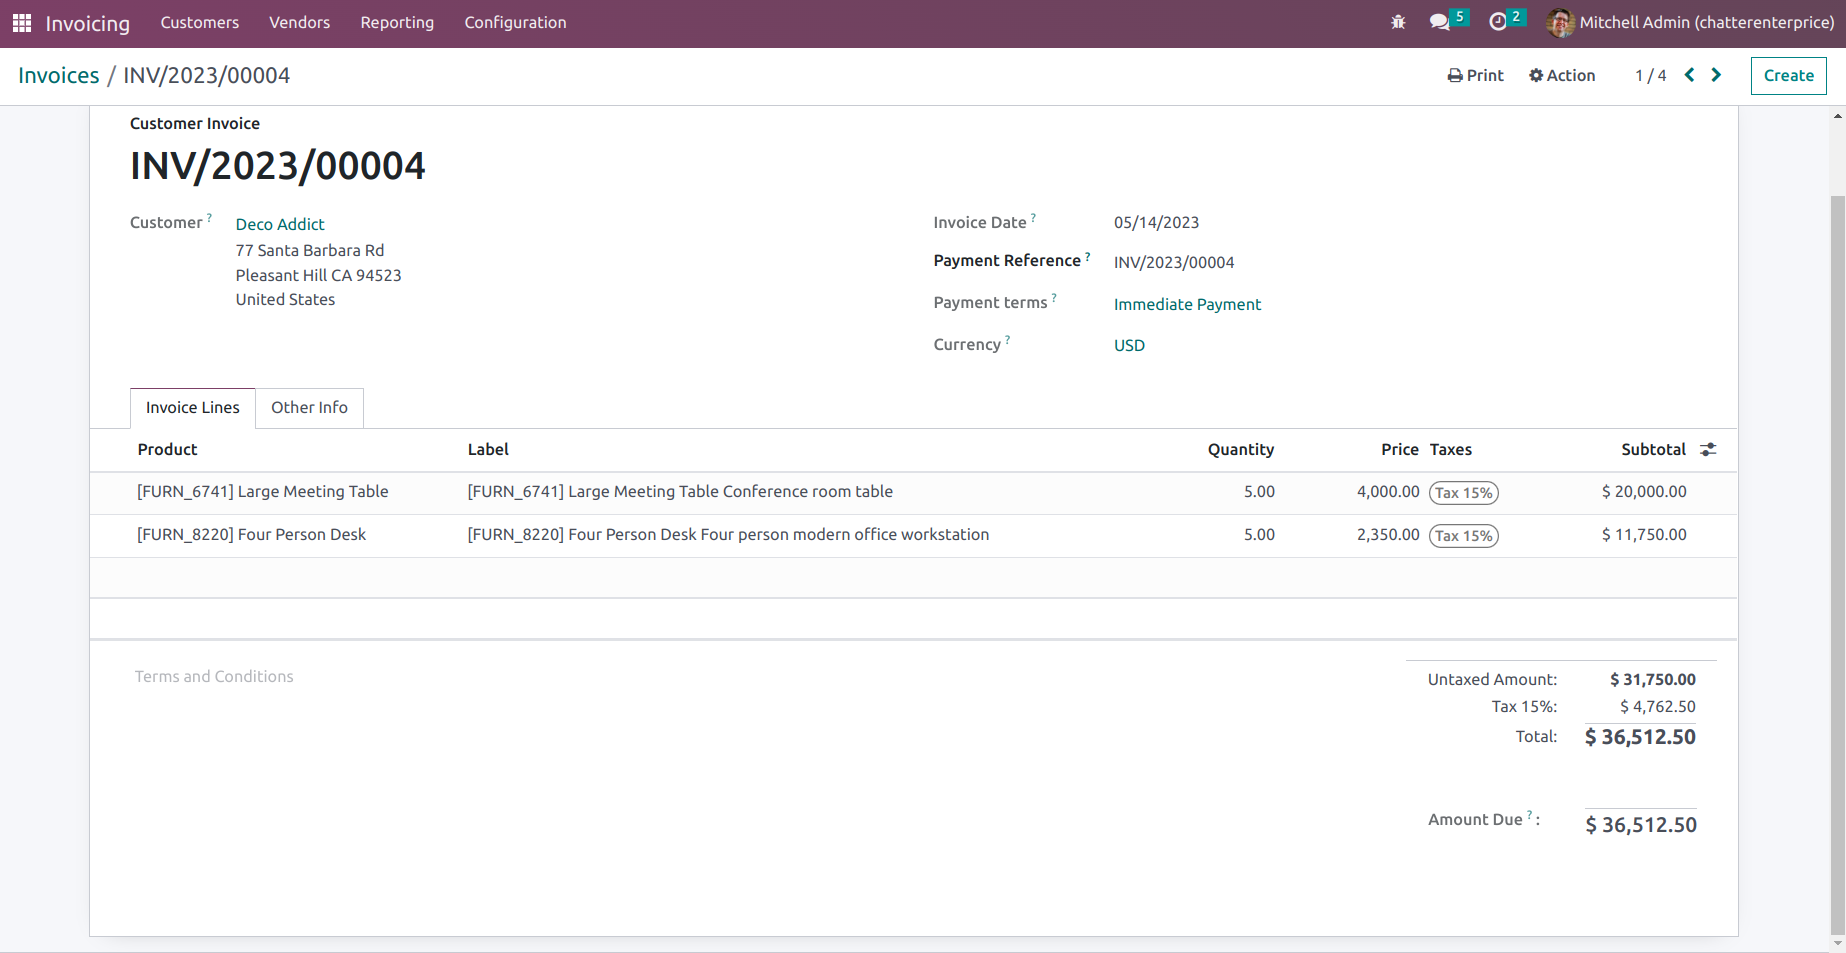 Invoicing Customers Vendors Reporting Configuration 5 2 Mitchell Admin (chatterenterprice)
Invoices / INV/2023/00004 Print Action 1 / 4 Create
Customer Invoice
INV/2023/00004
Customer ? Deco Addict
77 Santa Barbara Rd
Pleasant Hill CA 94523
United States
Invoice Date ? 05/14/2023
Payment Reference ? INV/2023/00004
Payment terms ? Immediate Payment
Currency ? USD
Invoice Lines Other Info
Product Label Quantity Price Taxes Subtotal
[FURN_6741] Large Meeting Table [FURN_6741] Large Meeting Table Conference room table 5.00 4,000.00 Tax 15% $ 20,000.00
[FURN_8220] Four Person Desk [FURN_8220] Four Person Desk Four person modern office workstation 5.00 2,350.00 Tax 15% $ 11,750.00
Terms and Conditions
Untaxed Amount: $ 31,750.00
Tax 15%: $ 4,762.50
Total: $ 36,512.50
Amount Due ? : $ 36,512.50